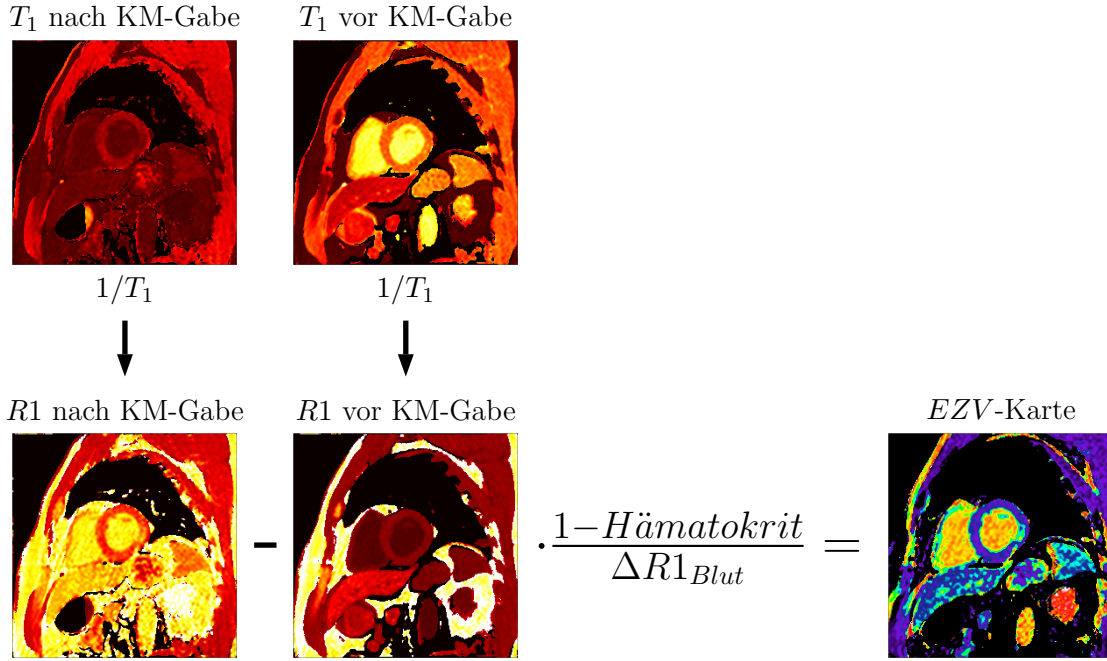 T₁ nach KM-Gabe
T₁ vor KM-Gabe
1/T₁
1/T₁
R1 nach KM-Gabe
R1 vor KM-Gabe
EZV-Karte
−
· 1−Hämatokrit
ΔR1_Blut
=